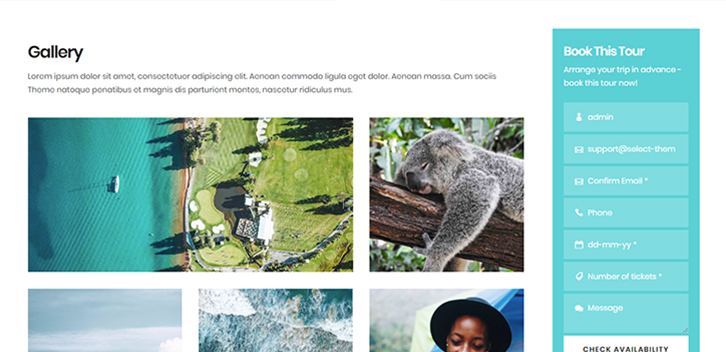 Gallery
Lorem ipsum dolor sit amet, consectetuer adipiscing elit. Aenean commodo ligula eget dolor. Aenean massa. Cum sociis
Theme natoque penatibus et magnis dis parturient montes, nascetur ridiculus mus.
Book This Tour
Arrange your trip in advance -
book this tour now!
admin
support@select-them
Confirm Email *
Phone
dd-mm-yy *
Number of tickets *
Message
CHECK AVAILABILITY